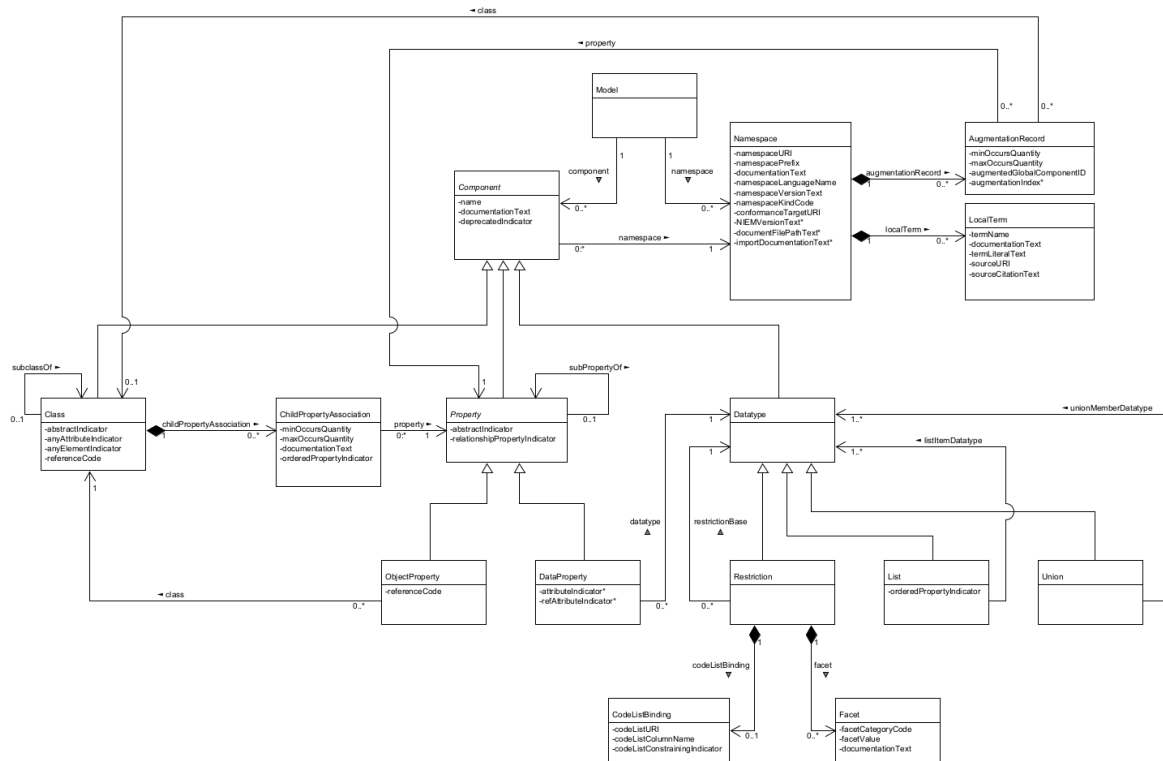 ◄ class
◄ property
Model
Namespace
-namespaceURI
-namespacePrefix
-documentationText
-namespaceLanguageName
-namespaceVersionText
-namespaceKindCode
-conformanceTargetURI
-NIEMVersionText*
-documentFilePathText*
-importDocumentationText*
AugmentationRecord
-minOccursQuantity
-maxOccursQuantity
-augmentedGlobalComponentID
-augmentationIndex*
0..*
0..*
1
1
component
namespace
0..*
0..*
augmentationRecord ►
1
0..*
Component
-name
-documentationText
-deprecatedIndicator
0..*
namespace ►
1
localTerm ►
1
0..*
LocalTerm
-termName
-documentationText
-termLiteralText
-sourceURI
-sourceCitationText
subclassOf ►
0..1
0..1
Class
-abstractIndicator
-anyAttributeIndicator
-anyElementIndicator
-referenceCode
childPropertyAssociation ►
1
0..*
ChildPropertyAssociation
-minOccursQuantity
-maxOccursQuantity
-documentationText
-orderedPropertyIndicator
property ►
0..*
1
1
subPropertyOf ►
0..1
Property
-abstractIndicator
-relationshipPropertyIndicator
Datatype
1
1
1..*
1..*
◄ unionMemberDatatype
◄ listItemDatatype
1
◄ class
0..*
ObjectProperty
-referenceCode
DataProperty
-attributeIndicator*
-refAttributeIndicator*
datatype
0..*
restrictionBase
0..*
Restriction
List
-orderedPropertyIndicator
Union
1
1
codeListBinding
facet
0..1
0..*
CodeListBinding
-codeListURI
-codeListColumnName
-codeListConstrainingIndicator
Facet
-facetCategoryCode
-facetValue
-documentationText